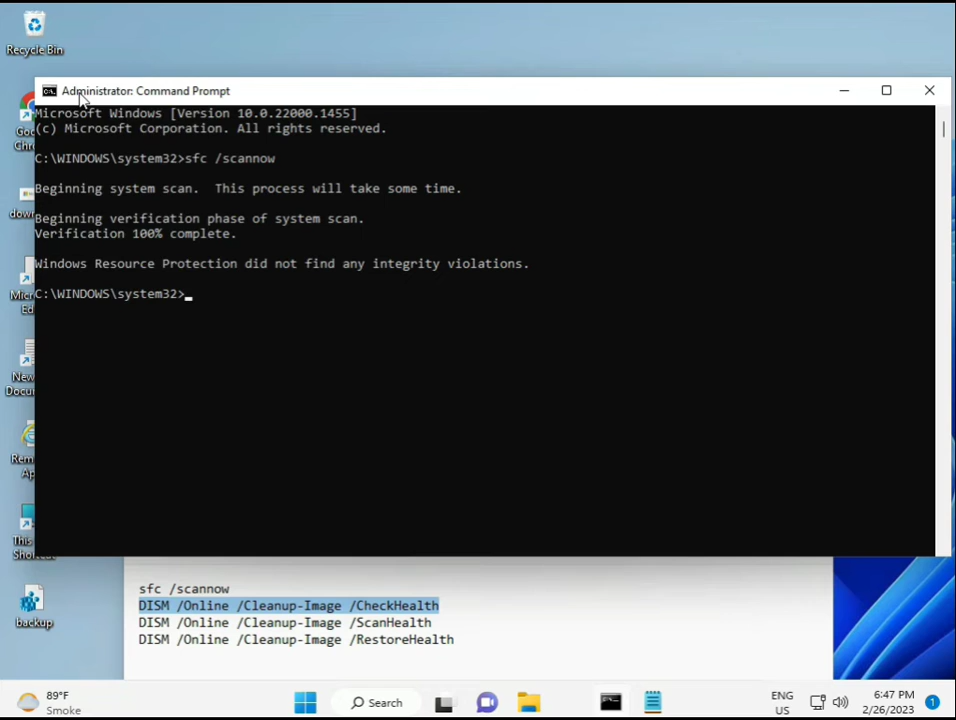 Recycle Bin
Administrator: Command Prompt
Microsoft Windows [Version 10.0.22000.1455]
(c) Microsoft Corporation. All rights reserved.
C:\WINDOWS\system32>sfc /scannow
Beginning system scan.  This process will take some time.
Beginning verification phase of system scan.
Verification 100% complete.
Windows Resource Protection did not find any integrity violations.
C:\WINDOWS\system32>
backup
sfc /scannow
DISM /Online /Cleanup-Image /CheckHealth
DISM /Online /Cleanup-Image /ScanHealth
DISM /Online /Cleanup-Image /RestoreHealth
89°F
Smoke
Search
ENG
US
6:47 PM
2/26/2023
1